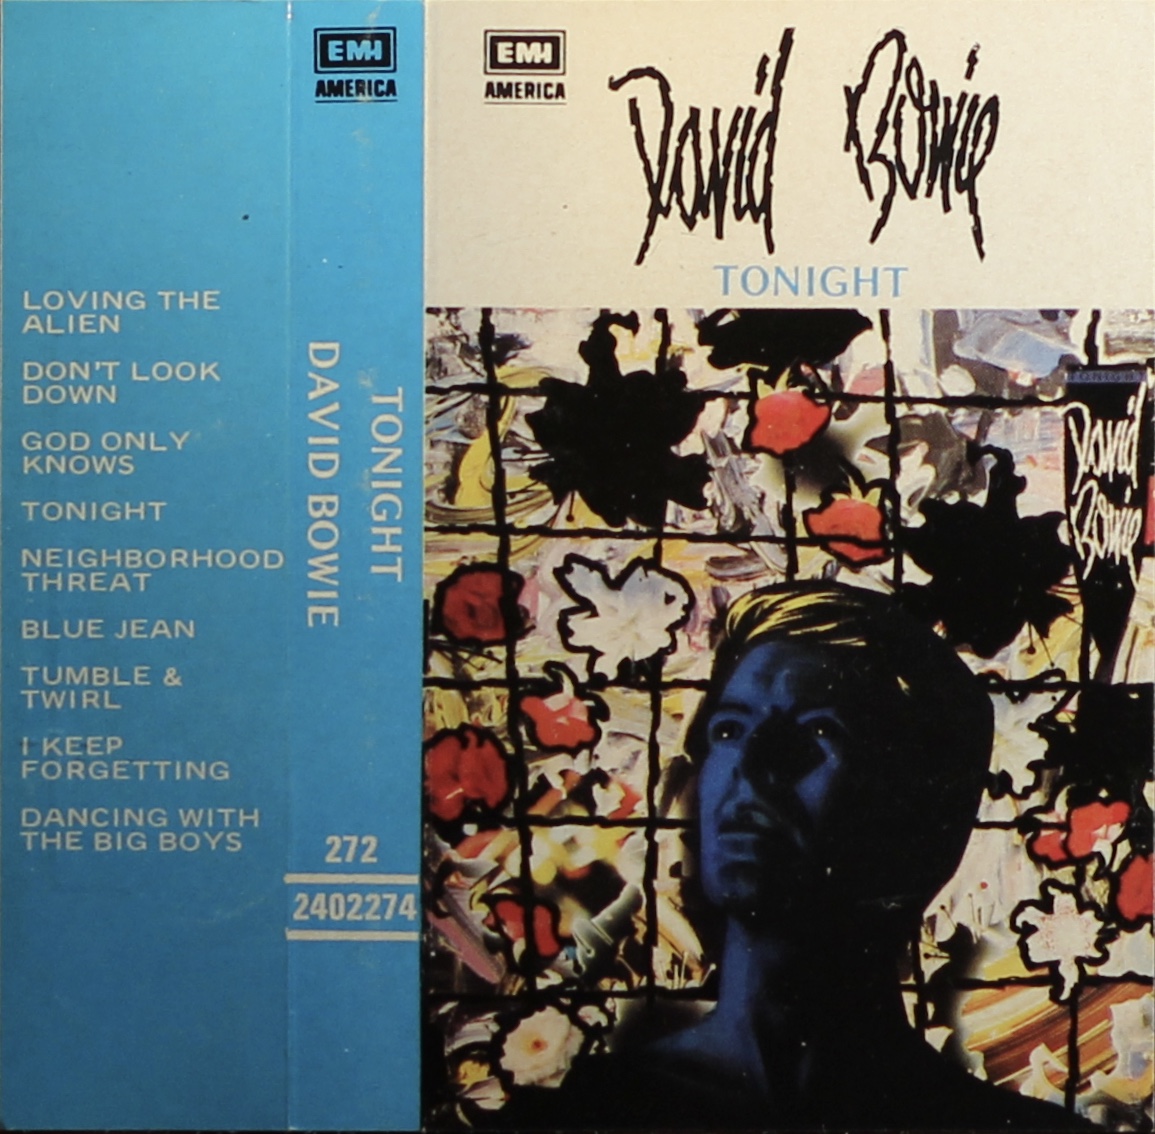 LOVING THE
ALIEN
DON'T LOOK
DOWN
GOD ONLY
KNOWS
TONIGHT
NEIGHBORHOOD
THREAT
BLUE JEAN
TUMBLE &
TWIRL
I KEEP
FORGETTING
DANCING WITH
THE BIG BOYS
EMI
AMERICA
TONIGHT
DAVID BOWIE
272
2402274
EMI
AMERICA
David Bowie
TONIGHT
TONIGHT
David
Bowie